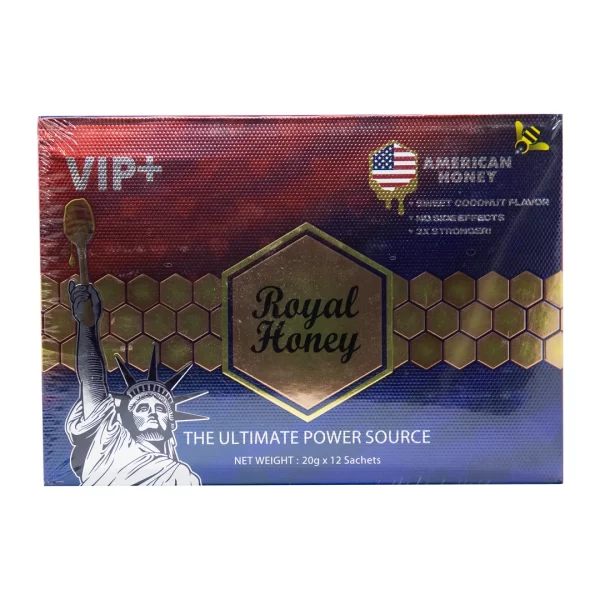 VIP+
AMERICAN
HONEY
• SWEET COCONUT FLAVOR
• NO SIDE EFFECTS
• 2X STRONGER!
Royal
Honey
THE ULTIMATE POWER SOURCE
NET WEIGHT : 20g x 12 Sachets